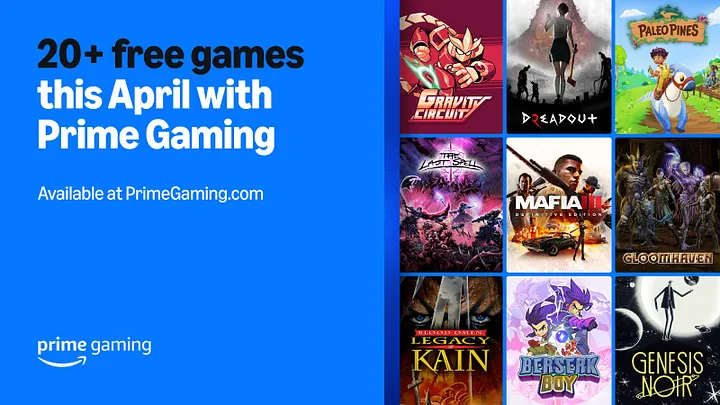 20+ free games
this April with
Prime Gaming
Available at PrimeGaming.com
prime gaming
GRAVITY
CIRCUIT
DREADOUT
PALEO PINES
THE
LAST SPELL
MAFIA III
DEFINITIVE EDITION
GLOOMHAVEN
BLOOD OMEN
LEGACY
OF
KAIN
BERSERK
BOY
GENESIS
NOIR